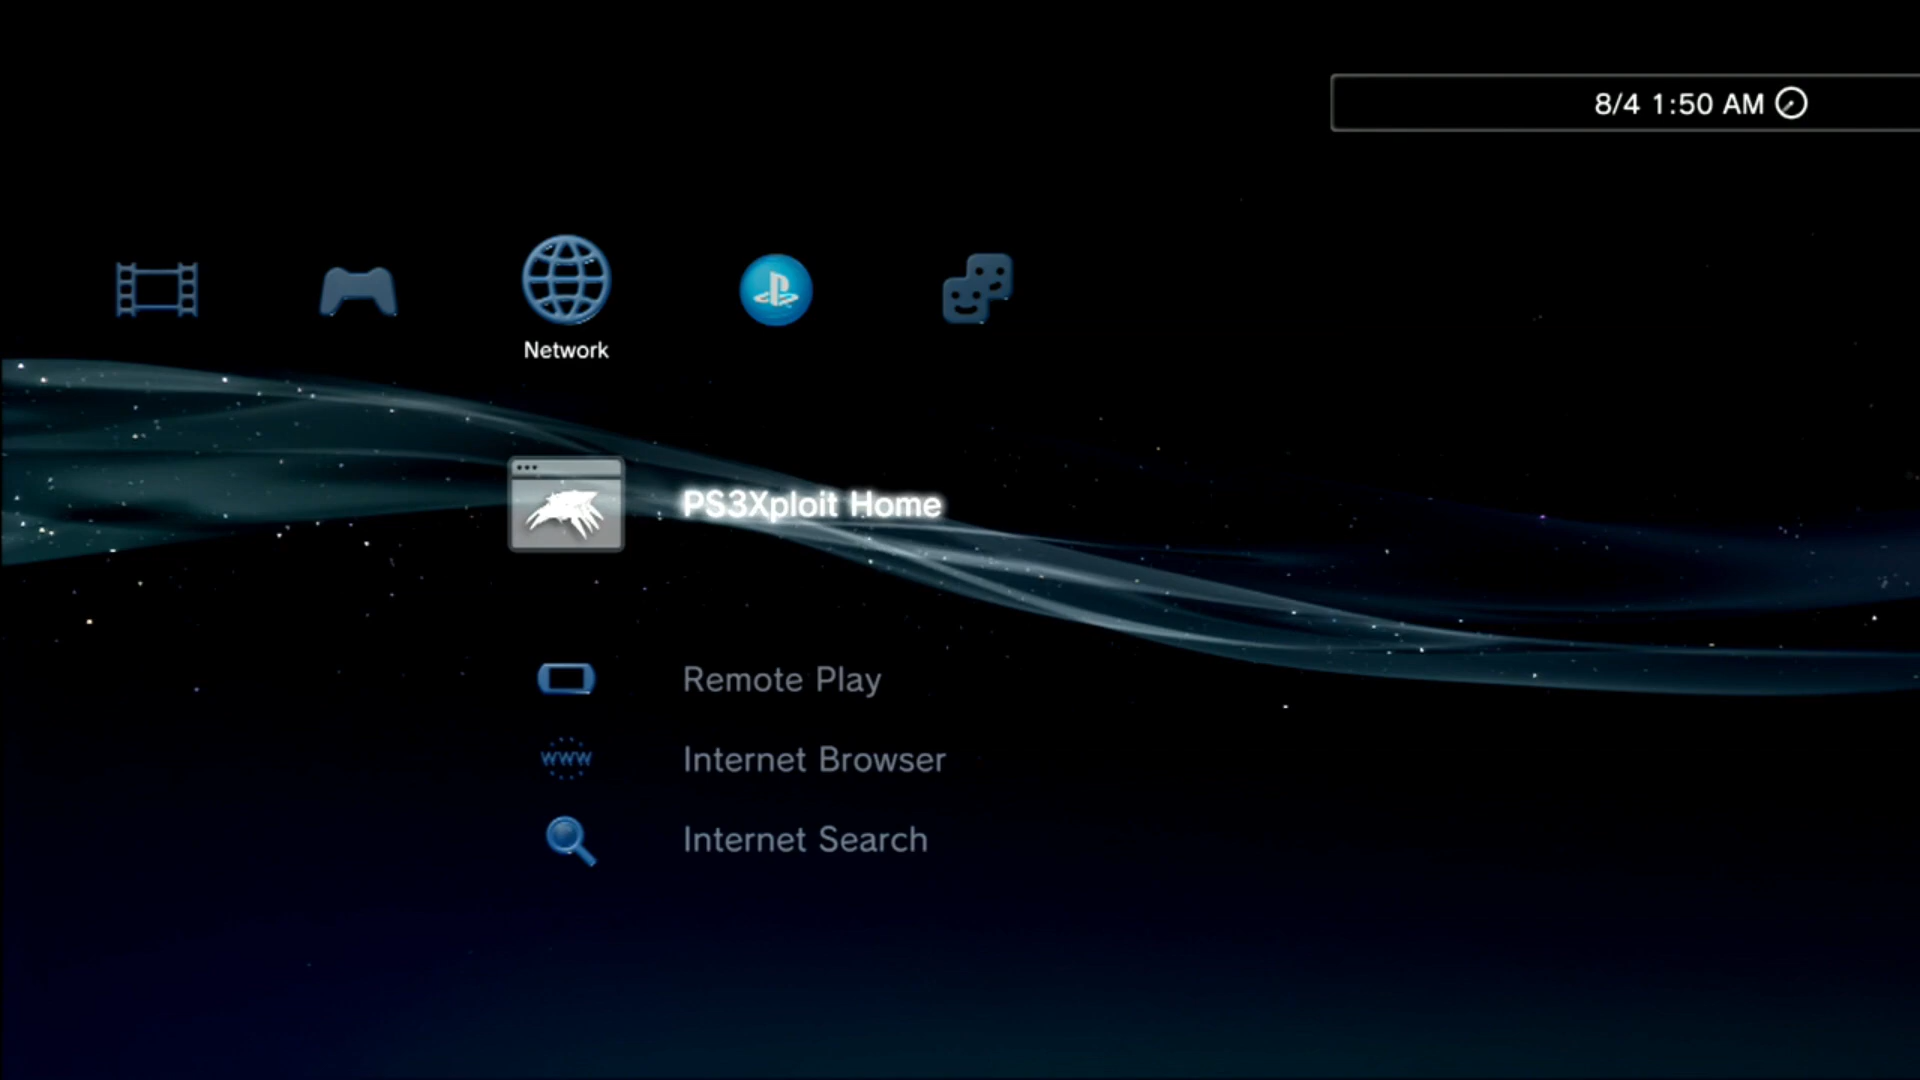 8/4 1:50 AM
Network
PS3Xploit Home
Remote Play
www
Internet Browser
Internet Search